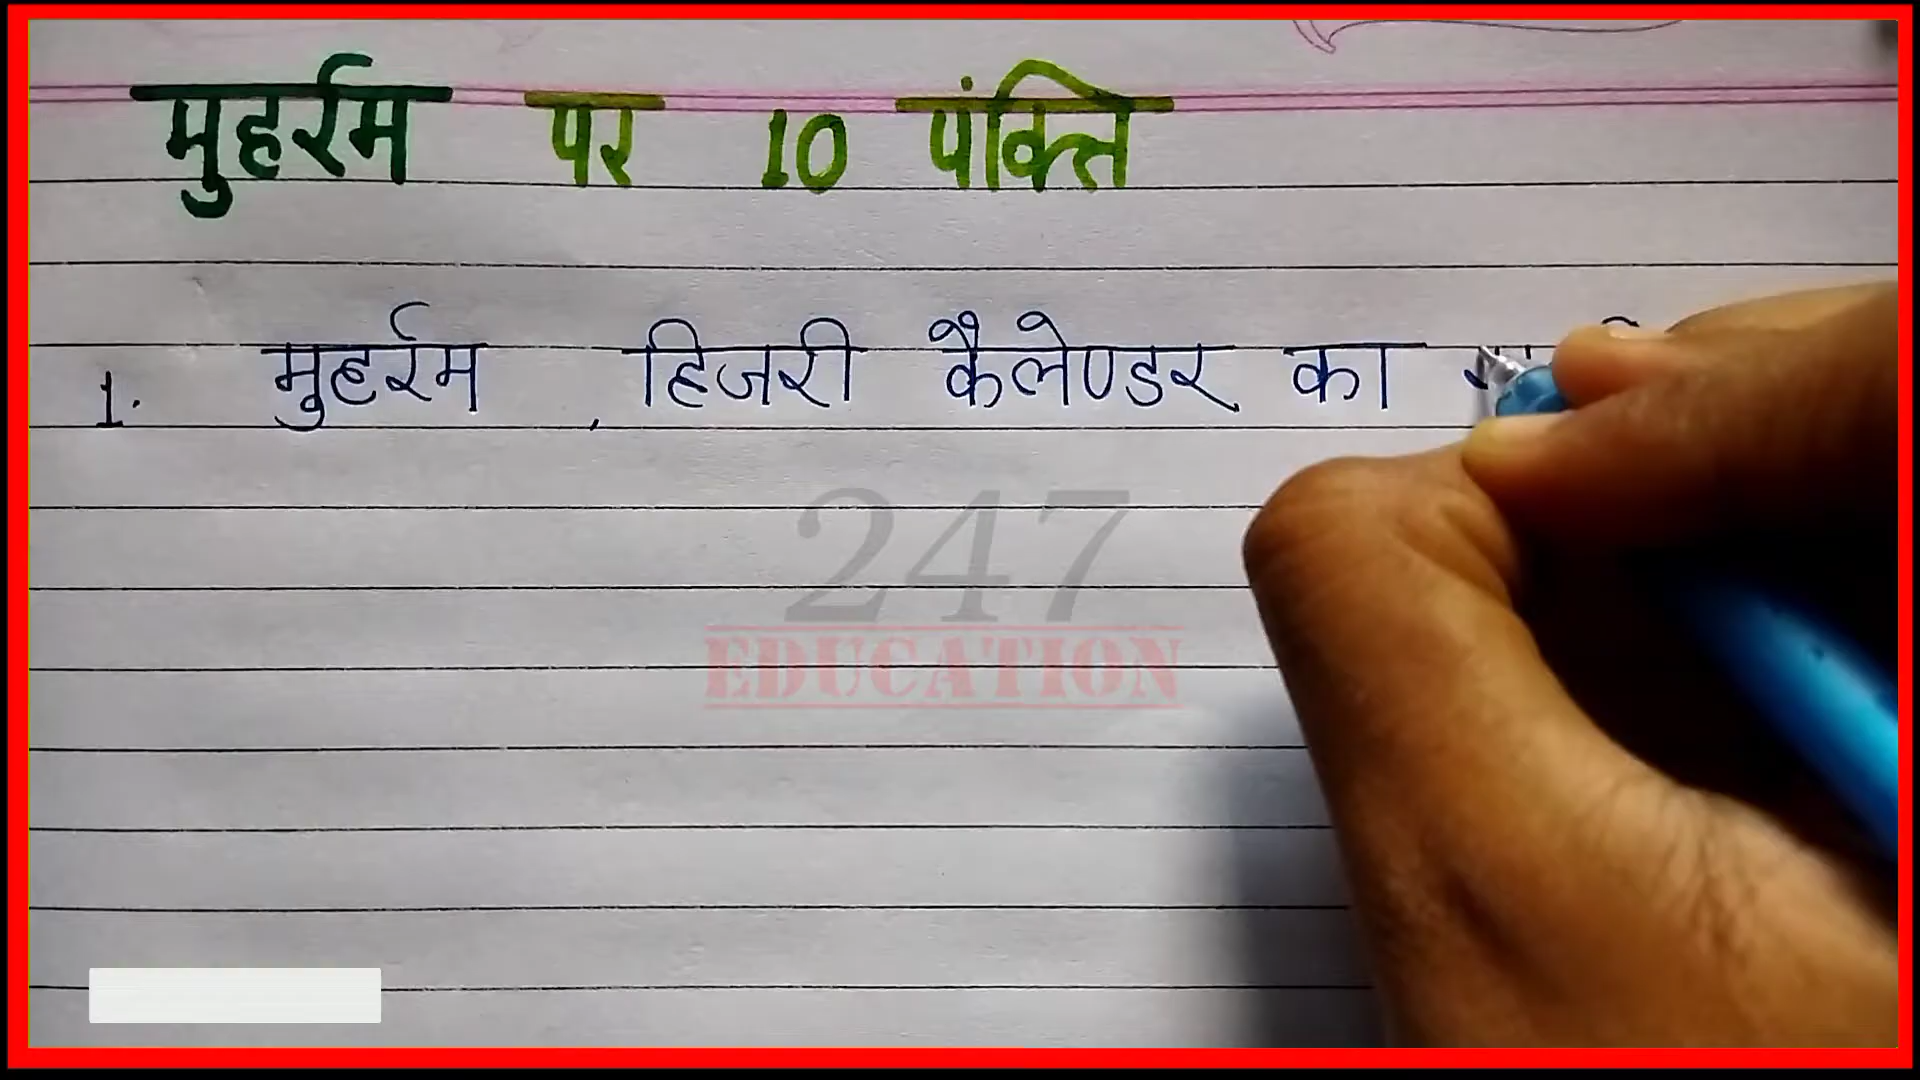 मुहर्रम पर 10 पंक्ति
1. मुहर्रम , हिजरी कैलेण्डर का
247
EDUCATION